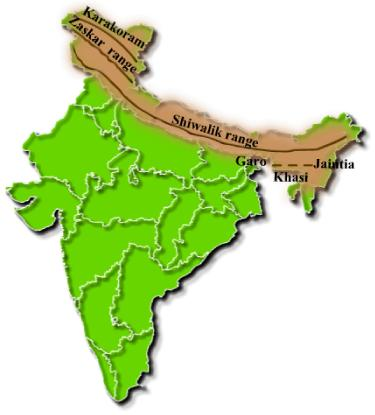 Karakoram
Zaskar range
Shiwalik range
Garo
Jaintia
Khasi